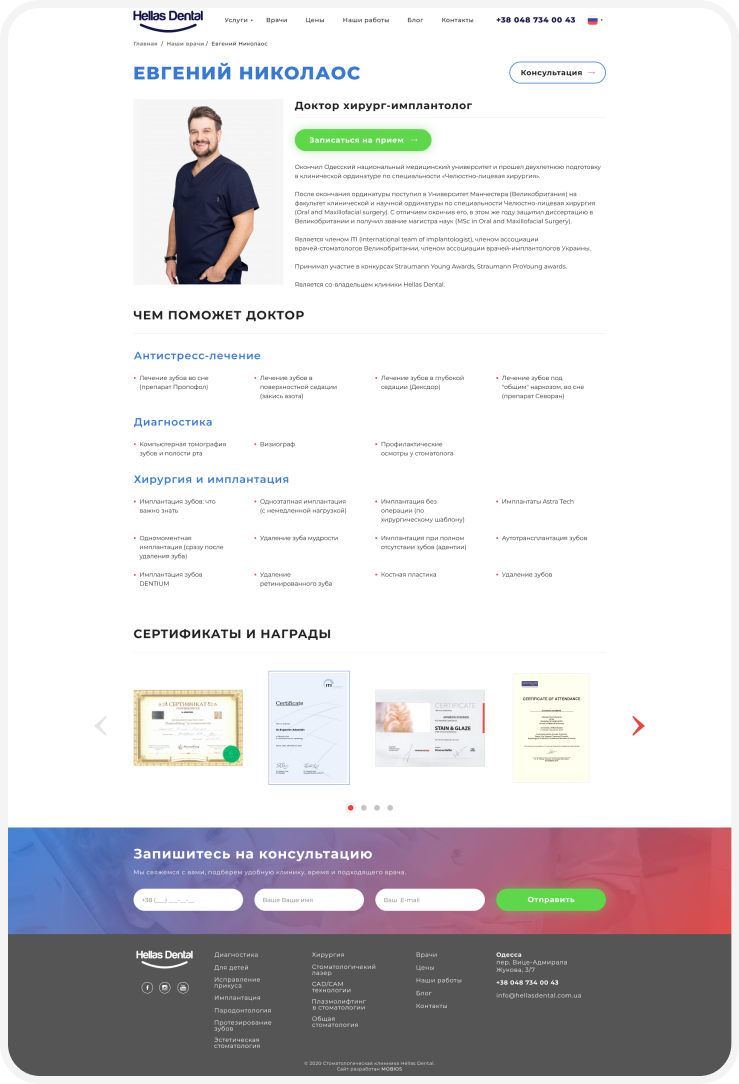 Hellas Dental
Услуги Врачи Цены Наши работы Блог Контакты +38 048 734 00 43
Главная / Наши врачи / Евгений Николаос
ЕВГЕНИЙ НИКОЛАОС
Консультация →
Доктор хирург-имплантолог
Записаться на прием →
Окончил Одесский национальный медицинский университет и прошел двухлетнюю подготовку
в клинической ординатуре по специальности «Челюстно-лицевая хирургия».
После окончания ординатуры поступил в Университет Манчестера (Великобритания) на
факультет клинической и научной ординатуры по специальности Челюстно-лицевая хирургия
(Oral and Maxillofacial surgery). С отличием окончив его, в этом же году защитил диссертацию в
Великобритании и получил звание магистра наук (MSc in Oral and Maxillofacial Surgery).
Является членом ITI (international team of implantologist), членом ассоциации
врачей-стоматологов Великобритании, членом ассоциации врачей-имплантологов Украины.
Принимал участие в конкурсах Straumann Young Awards, Straumann ProYoung awards.
Является со-владельцем клиники Hellas Dental.
ЧЕМ ПОМОЖЕТ ДОКТОР
Антистресс-лечение
Лечение зубов во сне
(препарат Пропофол)
Лечение зубов в
поверхностной седации
(закись азота)
Лечение зубов в глубокой
седации (Дексдор)
Лечение зубов под
"общим" наркозом, во сне
(препарат Севоран)
Диагностика
Компьютерная томография
зубов и полости рта
Визиограф
Профилактические
осмотры у стоматолога
Хирургия и имплантация
Имплантация зубов: что
важно знать
Одноэтапная имплантация
(с немедленной нагрузкой)
Имплантация без
операции (по
хирургическому шаблону)
Имплантаты Astra Tech
Одномоментная
имплантация (сразу после
удаления зуба)
Удаление зуба мудрости
Имплантация при полном
отсутствии зубов (адентии)
Аутотрансплантация зубов
Имплантация зубов
DENTIUM
Удаление
ретинированного зуба
Костная пластика
Удаление зубов
СЕРТИФИКАТЫ И НАГРАДЫ
СЕРТИФИКАТ
Certificate
CERTIFICATE
STAIN & GLAZE
CERTIFICATE OF ATTENDANCE
Запишитесь на консультацию
Мы свяжемся с вами, подберем удобную клинику, время и подходящего врача.
+38 (___) ___-__-__
Ваше Ваше имя
Ваш E-mail
Отправить
Hellas Dental
Диагностика
Для детей
Исправление
прикуса
Имплантация
Пародонтология
Протезирование
зубов
Эстетическая
стоматология
Хирургия
Стоматологический
лазер
CAD/CAM
технологии
Плазмолифтинг
в стоматологии
Общая
стоматология
Врачи
Цены
Наши работы
Блог
Контакты
Одесса
пер. Вице-Адмирала
Жукова, 3/7
+38 048 734 00 43
info@hellasdental.com.ua
© 2020 Стоматологическая клиника Hellas Dental.
Сайт разработан MOBIOS